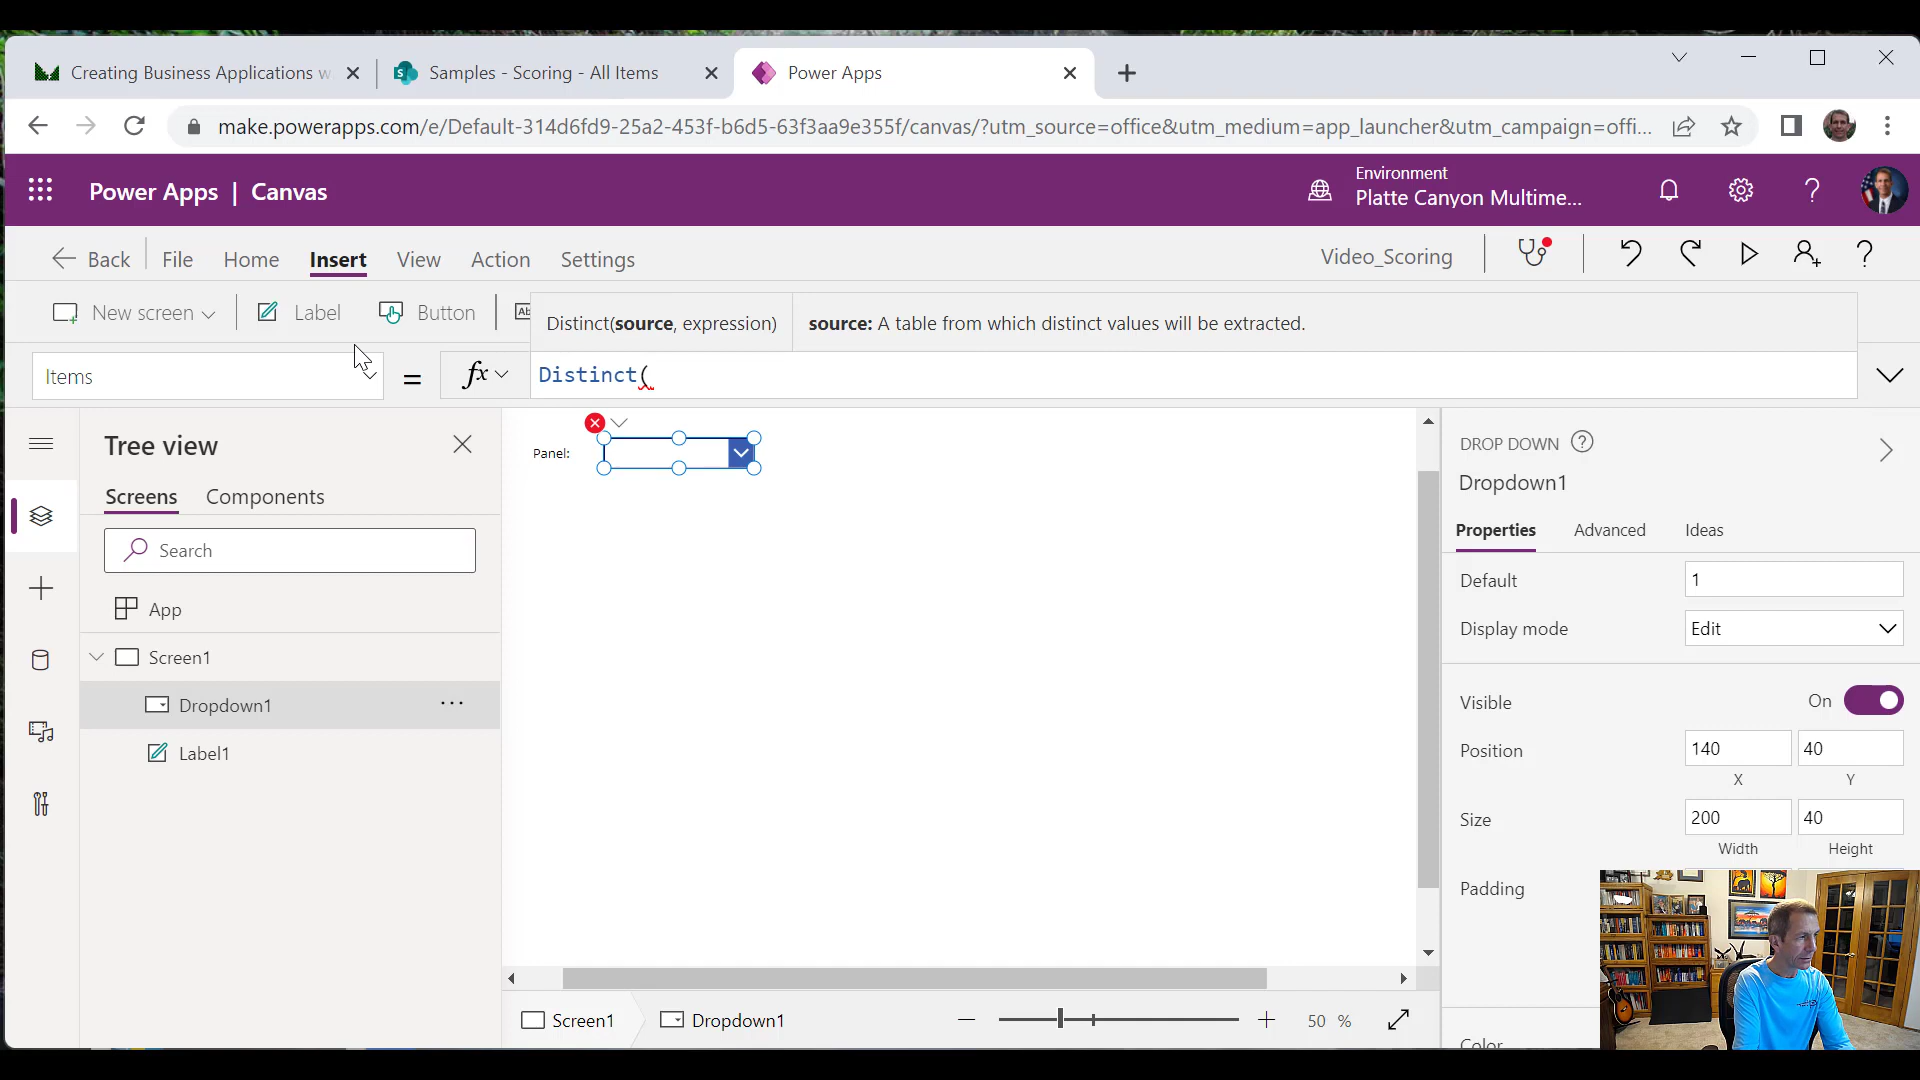 Creating Business Applications w
Samples - Scoring - All Items
Power Apps
make.powerapps.com/e/Default-314d6fd9-25a2-453f-b6d5-63f3aa9e355f/canvas/?utm_source=office&utm_medium=app_launcher&utm_campaign=offi...
Power Apps | Canvas
Environment
Platte Canyon Multime...
Back
File
Home
Insert
View
Action
Settings
Video_Scoring
New screen
Label
Button
Ab
Distinct(source, expression)
source: A table from which distinct values will be extracted.
Items
=
fx
Distinct(
Tree view
Screens
Components
Search
App
Screen1
Dropdown1
...
Label1
Panel:
DROP DOWN
Dropdown1
Properties
Advanced
Ideas
Default
1
Display mode
Edit
Visible
On
Position
140
40
X
Y
Size
200
40
Width
Height
Padding
Color
Screen1
Dropdown1
50 %